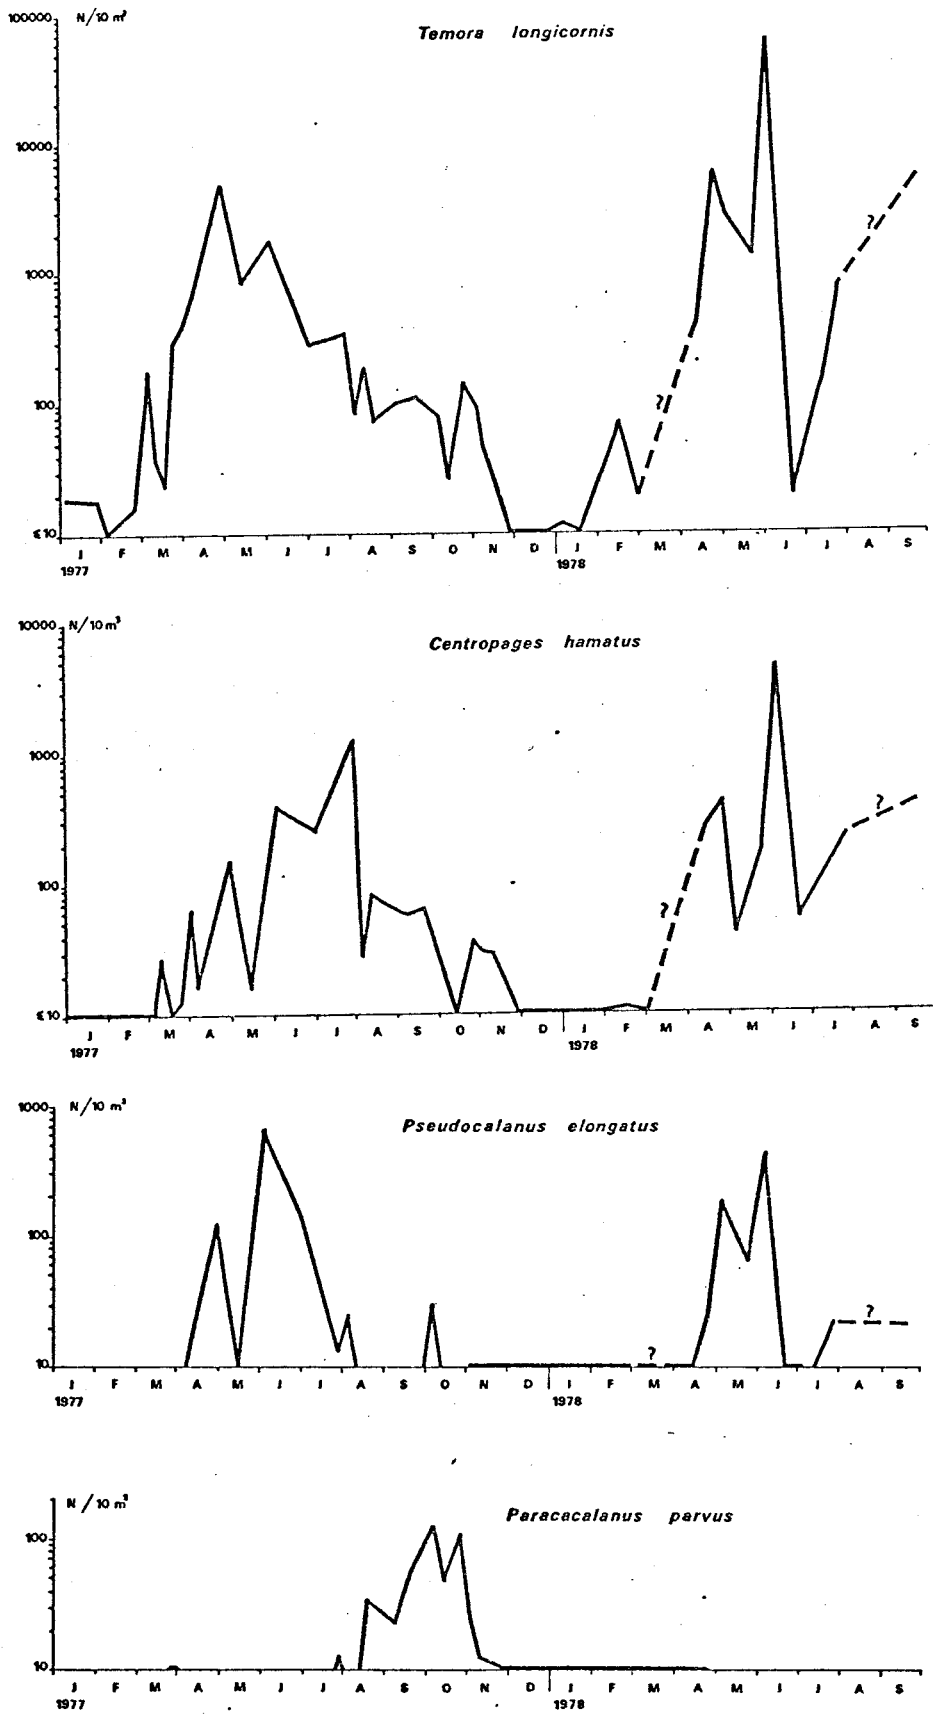 100000 N/10 m³ Temora longicornis
10000
1000
?
100 ?
≤10
J F M A M J J A S O N D J F M A M J J A S
1977 1978
10000 N/10 m³ Centropages hamatus
1000
?
100
?
≤10
J F M A M J J A S O N D J F M A M J J A S
1977 1978
1000 N/10 m³ Pseudocalanus elongatus
100
? ?
10
J F M A M J J A S O N D J F M A M J J A S
1977 1978
N/10 m³ Paracacalanus parvus
100
10
J F M A M J J A S O N D J F M A M J J A S
1977 1978